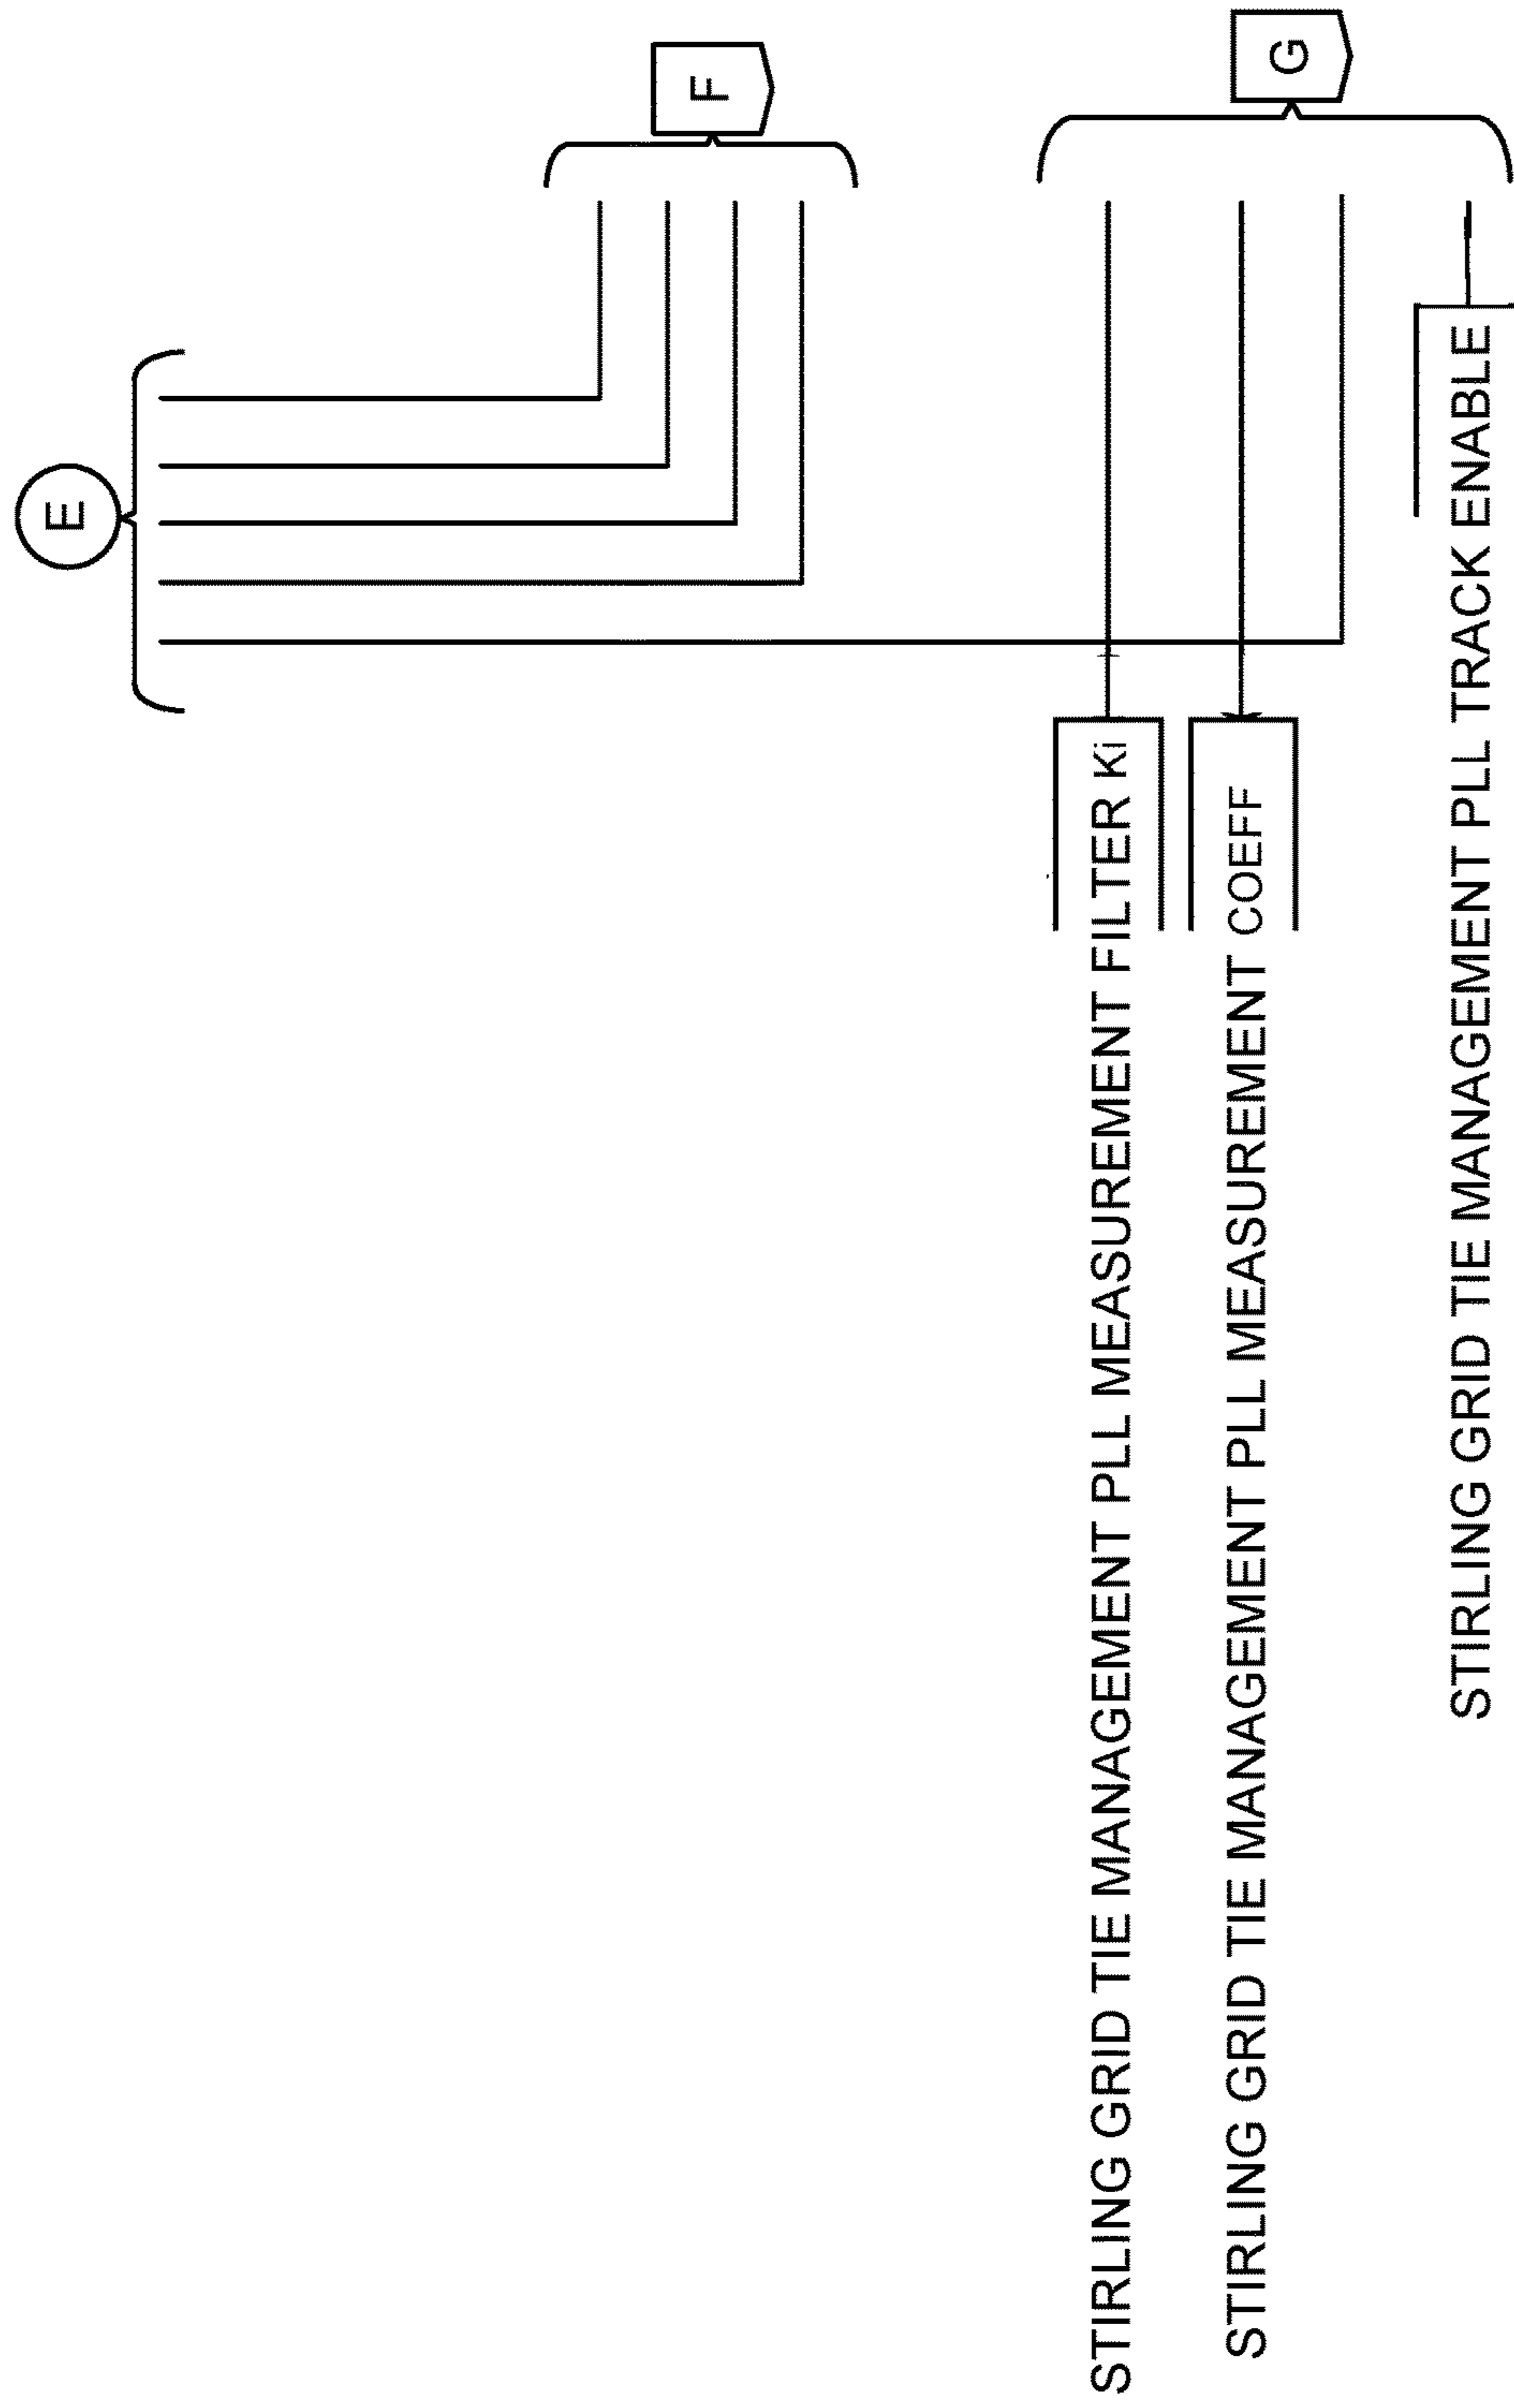 E
F
G
STIRLING GRID TIE MANAGEMENT PLL MEASUREMENT FILTER Ki
STIRLING GRID TIE MANAGEMENT PLL MEASUREMENT COEFF
STIRLING GRID TIE MANAGEMENT PLL TRACK ENABLE